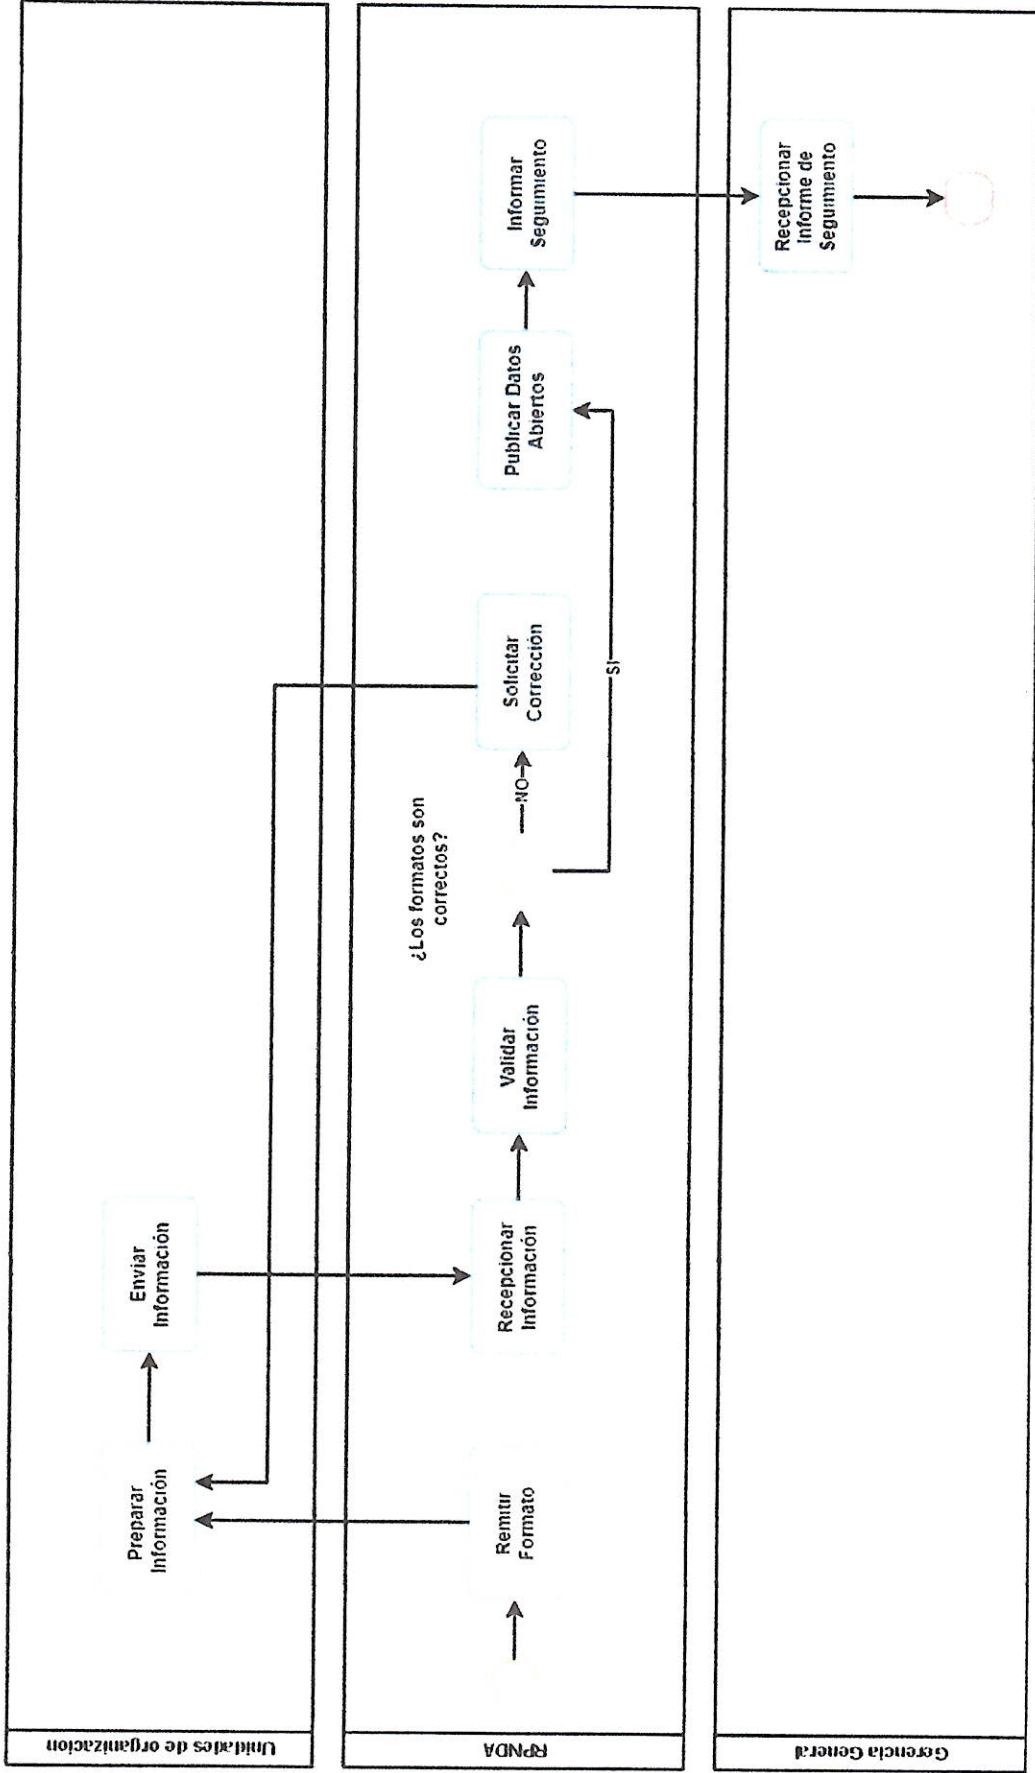 Unidades de organizacion
Preparar
Información
Enviar
Información
RPNDA
Remitir
Formato
Recepcionar
Información
Validar
Información
¿Los formatos son
correctos?
NO
Solicitar
Corrección
SI
Publicar Datos
Abiertos
Informar
Seguimiento
Gerencia General
Recepcionar
Informe de
Seguimiento